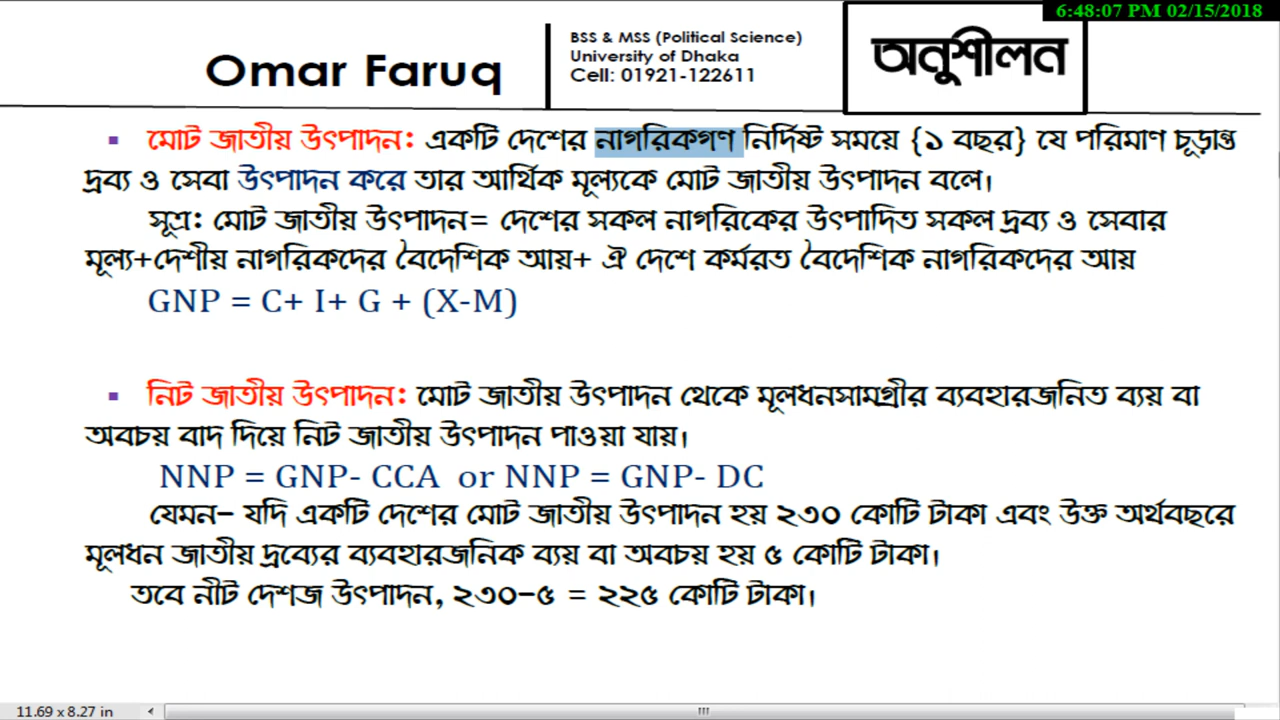 6:48:07 PM 02/15/2018
Omar Faruq
BSS & MSS (Political Science)
University of Dhaka
Cell: 01921-122611
অনুশীলন
▪ মোট জাতীয় উৎপাদন: একটি দেশের নাগরিকগণ নির্দিষ্ট সময়ে {১ বছর} যে পরিমাণ চূড়ান্ত
দ্রব্য ও সেবা উৎপাদন করে তার আর্থিক মূল্যকে মোট জাতীয় উৎপাদন বলে।
সূত্র: মোট জাতীয় উৎপাদন= দেশের সকল নাগরিকের উৎপাদিত সকল দ্রব্য ও সেবার
মূল্য+দেশীয় নাগরিকদের বৈদেশিক আয়+ ঐ দেশে কর্মরত বৈদেশিক নাগরিকদের আয়
GNP = C+ I+ G + (X-M)
▪ নিট জাতীয় উৎপাদন: মোট জাতীয় উৎপাদন থেকে মূলধনসামগ্রীর ব্যবহারজনিত ব্যয় বা
অবচয় বাদ দিয়ে নিট জাতীয় উৎপাদন পাওয়া যায়।
NNP = GNP- CCA or NNP = GNP- DC
যেমন- যদি একটি দেশের মোট জাতীয় উৎপাদন হয় ২৩০ কোটি টাকা এবং উক্ত অর্থবছরে
মূলধন জাতীয় দ্রব্যের ব্যবহারজনিক ব্যয় বা অবচয় হয় ৫ কোটি টাকা।
তবে নীট দেশজ উৎপাদন, ২৩০-৫ = ২২৫ কোটি টাকা।
11.69 x 8.27 in